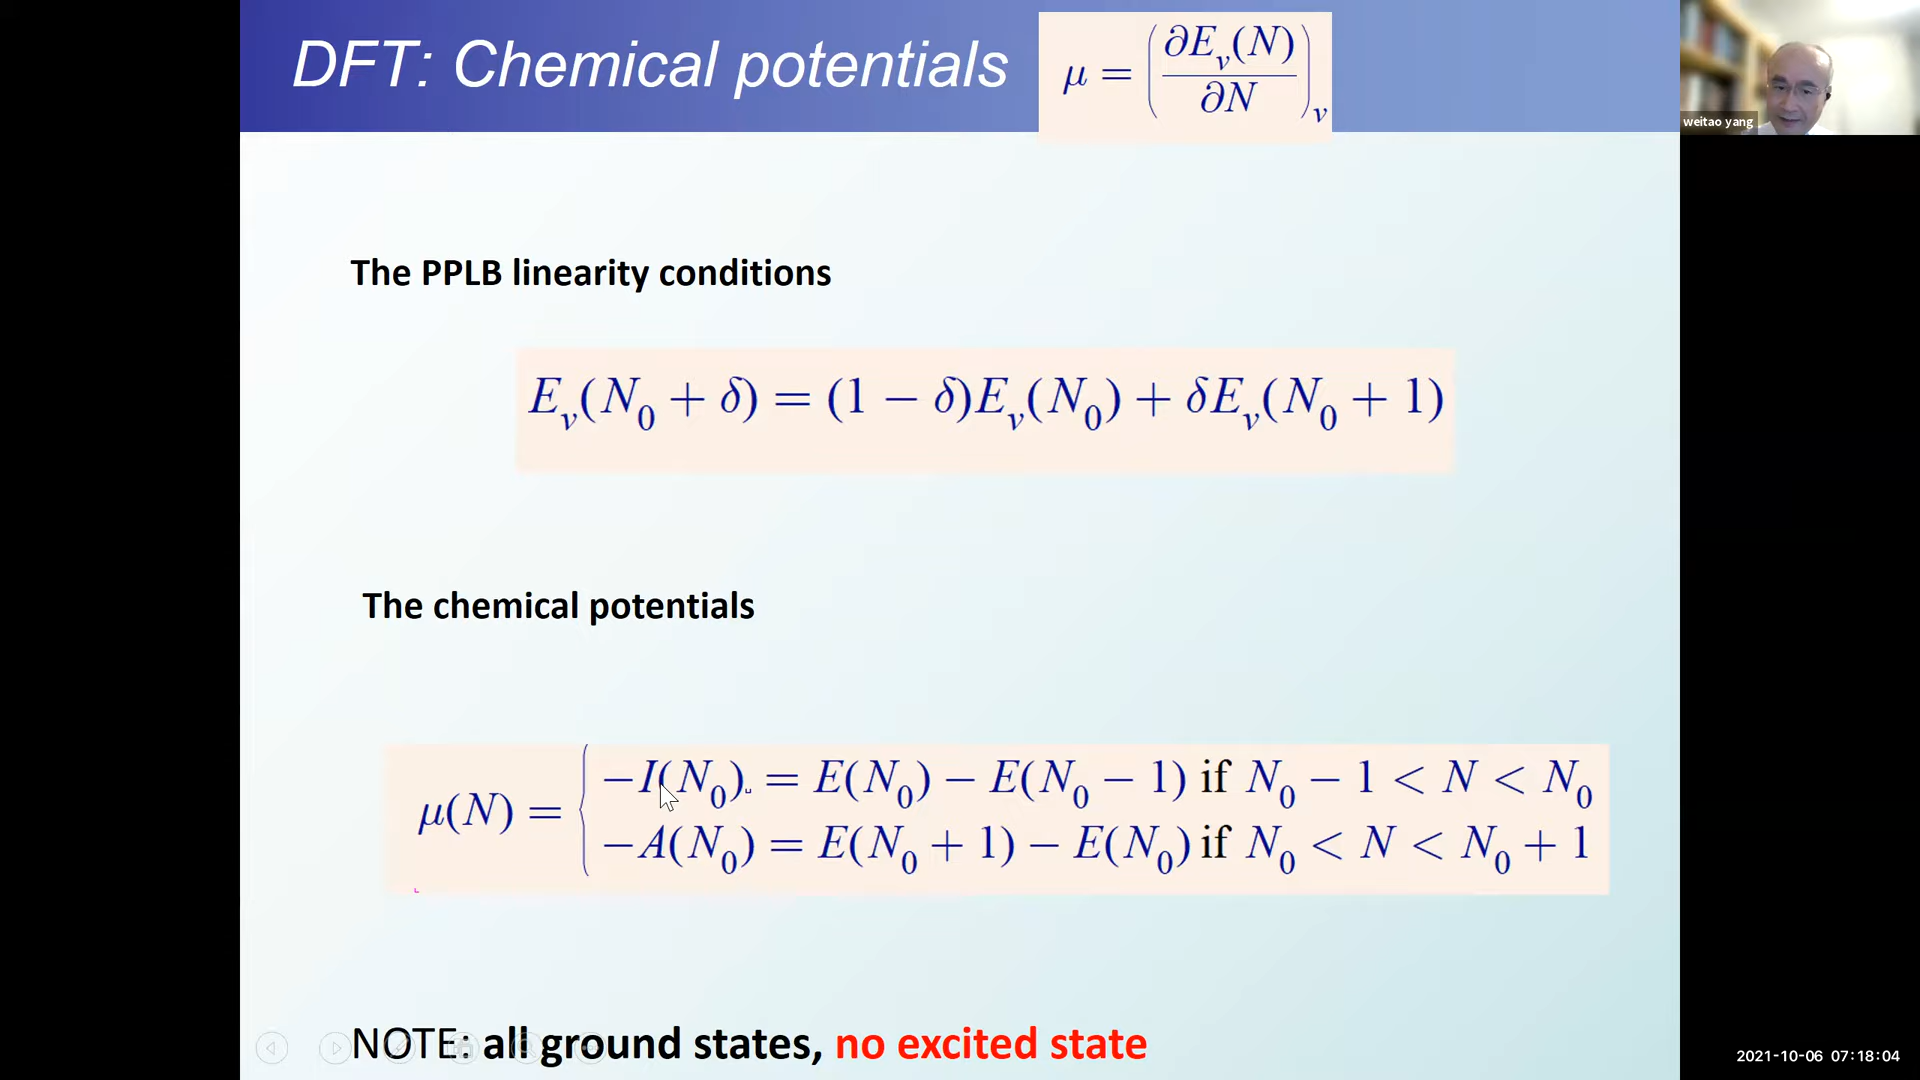 DFT: Chemical potentials
μ = (∂E_v(N) / ∂N)_v
weitao yang
The PPLB linearity conditions
E_v(N_0 + δ) = (1 − δ)E_v(N_0) + δE_v(N_0 + 1)
The chemical potentials
μ(N) = {
−I(N_0) = E(N_0) − E(N_0 − 1) if N_0 − 1 < N < N_0
−A(N_0) = E(N_0 + 1) − E(N_0) if N_0 < N < N_0 + 1
NOTE: all ground states, no excited state
2021-10-06 07:18:04